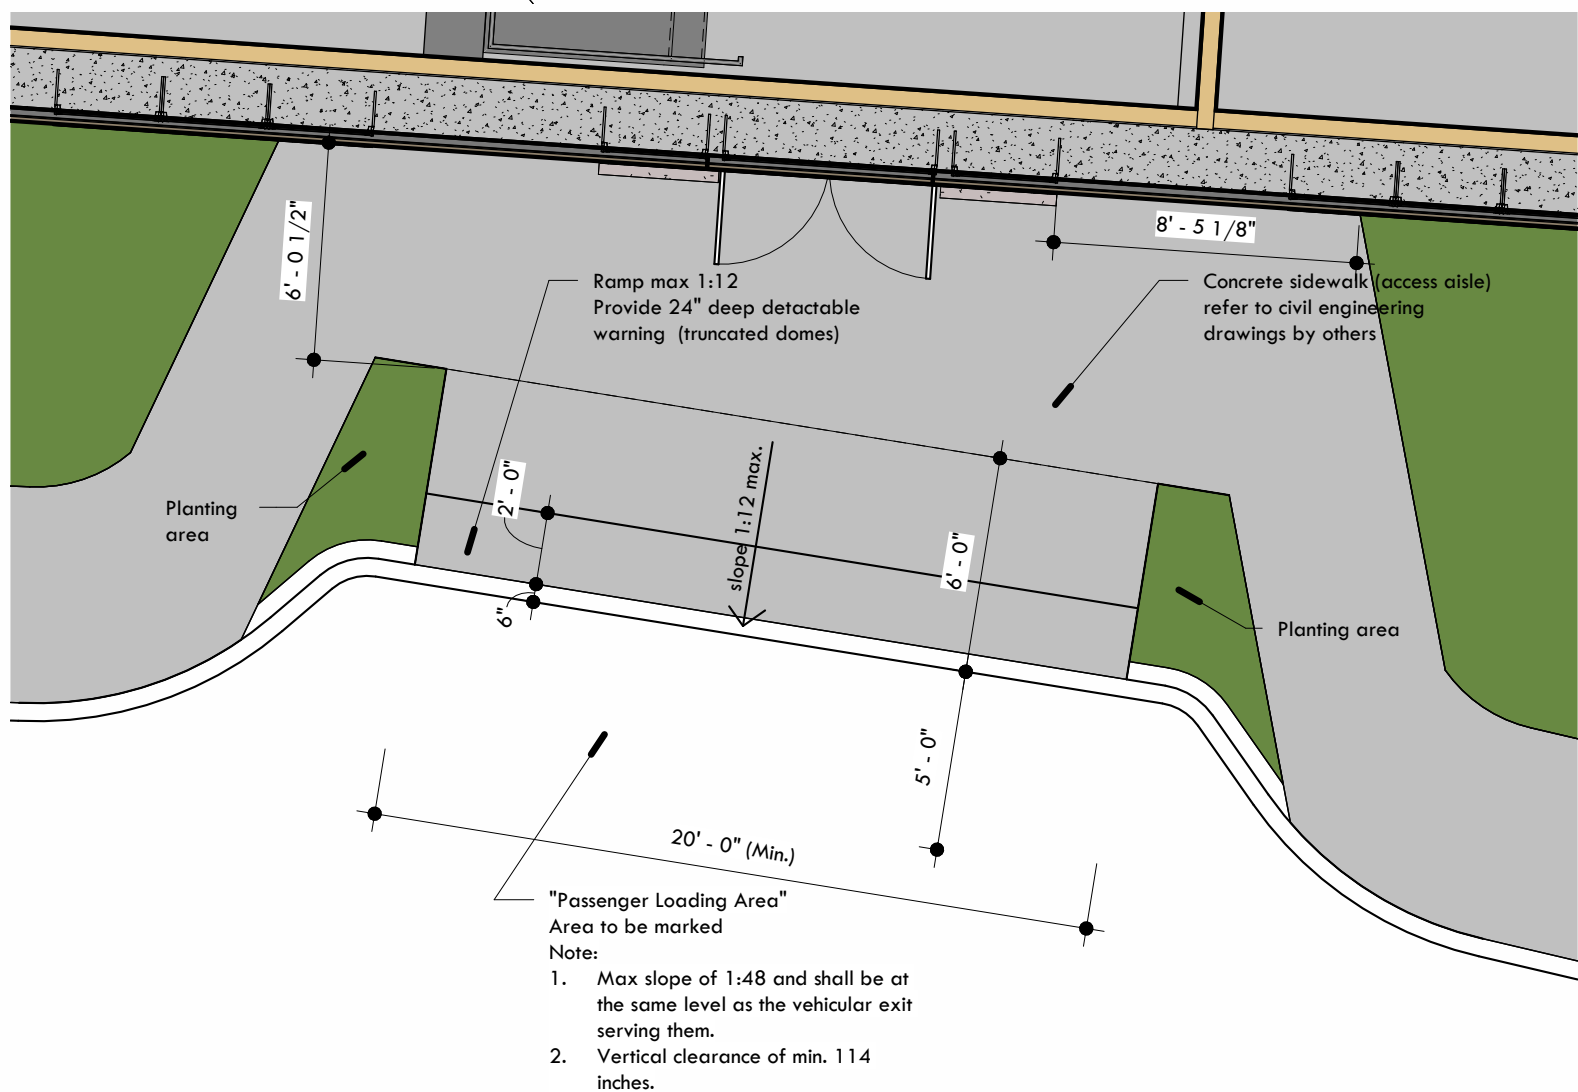 6' - 0 1/2"
8' - 5 1/8"
Ramp max 1:12
Provide 24" deep detactable
warning (truncated domes)
Concrete sidewalk (access aisle)
refer to civil engineering
drawings by others
2' - 0"
slope 1:12 max.
6' - 0"
Planting
area
6"
Planting area
5' - 0"
20' - 0" (Min.)
"Passenger Loading Area"
Area to be marked
Note:
1. Max slope of 1:48 and shall be at
the same level as the vehicular exit
serving them.
2. Vertical clearance of min. 114
inches.